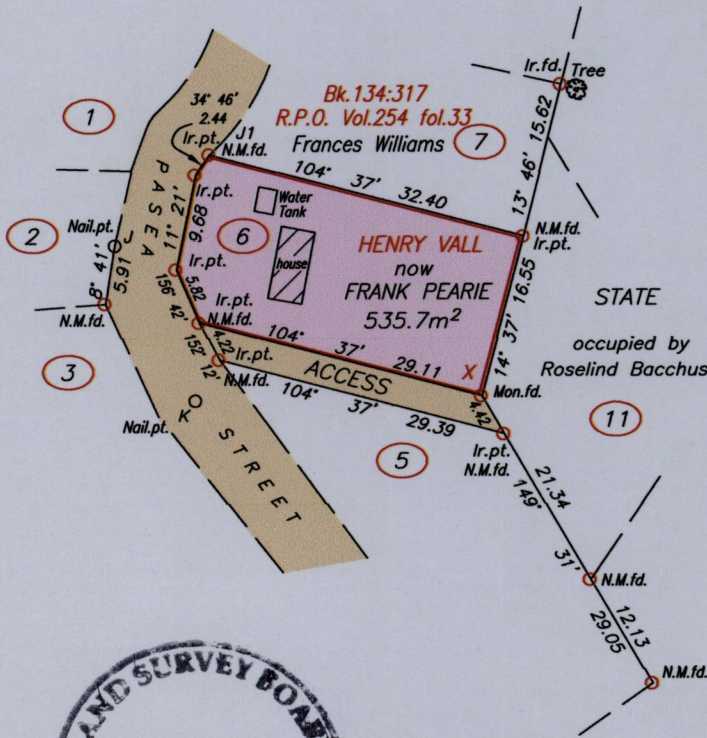 Ir.fd.
Tree
Bk.134:317
R.P.O. Vol.254 fol.33
Frances Williams
7
34° 46'
2.44
Ir.pt.
J1
N.M.fd.
1
104° 37' 32.40
13° 46' 15.62
PASEA
Ir.pt.
Water
Tank
11° 21'
9.68
6
house
HENRY VALL
now
FRANK PEARIE
535.7m²
N.M.fd.
Ir.pt.
Nail.pt.
J
2
8° 41'
5.91
N.M.fd.
Ir.pt.
156° 42'
5.82
Ir.pt.
N.M.fd.
14° 37' 16.55
STATE
occupied by
Roselind Bacchus
11
104° 37' 29.11
X
Mon.fd.
4.22
152° 12'
Ir.pt.
N.M.fd.
ACCESS
104° 37' 29.39
4.42
Ir.pt.
N.M.fd.
3
K
Nail.pt.
STREET
5
21.34
149° 31'
N.M.fd.
12.13
29.05
N.M.fd.
LAND SURVEY BOARD